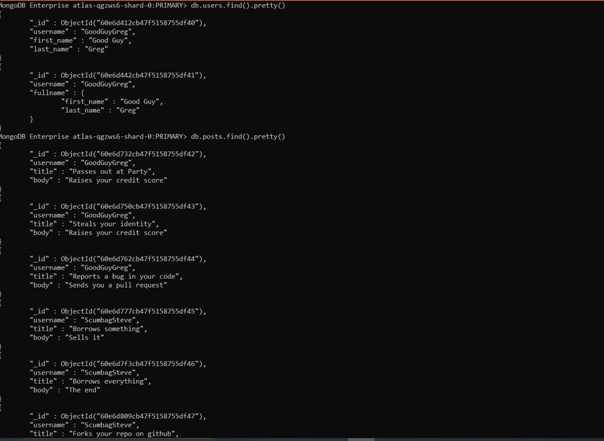 MongoDB Enterprise atlas-qgzws6-shard-0:PRIMARY> db.users.find().pretty()
{
"_id" : ObjectId("60e6d412cb47f5158755df40"),
"username" : "GoodGuyGreg",
"first_name" : "Good Guy",
"last_name" : "Greg"
}
{
"_id" : ObjectId("60e6d442cb47f5158755df41"),
"username" : "GoodGuyGreg",
"fullname" : {
"first_name" : "Good Guy",
"last_name" : "Greg"
}
}
MongoDB Enterprise atlas-qgzws6-shard-0:PRIMARY> db.posts.find().pretty()
{
"_id" : ObjectId("60e6d732cb47f5158755df42"),
"username" : "GoodGuyGreg",
"title" : "Passes out at Party",
"body" : "Raises your credit score"
}
{
"_id" : ObjectId("60e6d750cb47f5158755df43"),
"username" : "GoodGuyGreg",
"title" : "Steals your identity",
"body" : "Raises your credit score"
}
{
"_id" : ObjectId("60e6d762cb47f5158755df44"),
"username" : "GoodGuyGreg",
"title" : "Reports a bug in your code",
"body" : "Sends you a pull request"
}
{
"_id" : ObjectId("60e6d777cb47f5158755df45"),
"username" : "ScumbagSteve",
"title" : "Borrows something",
"body" : "Sells it"
}
{
"_id" : ObjectId("60e6d7f3cb47f5158755df46"),
"username" : "ScumbagSteve",
"title" : "Borrows everything",
"body" : "The end"
}
{
"_id" : ObjectId("60e6d809cb47f5158755df47"),
"username" : "ScumbagSteve",
"title" : "Forks your repo on github",